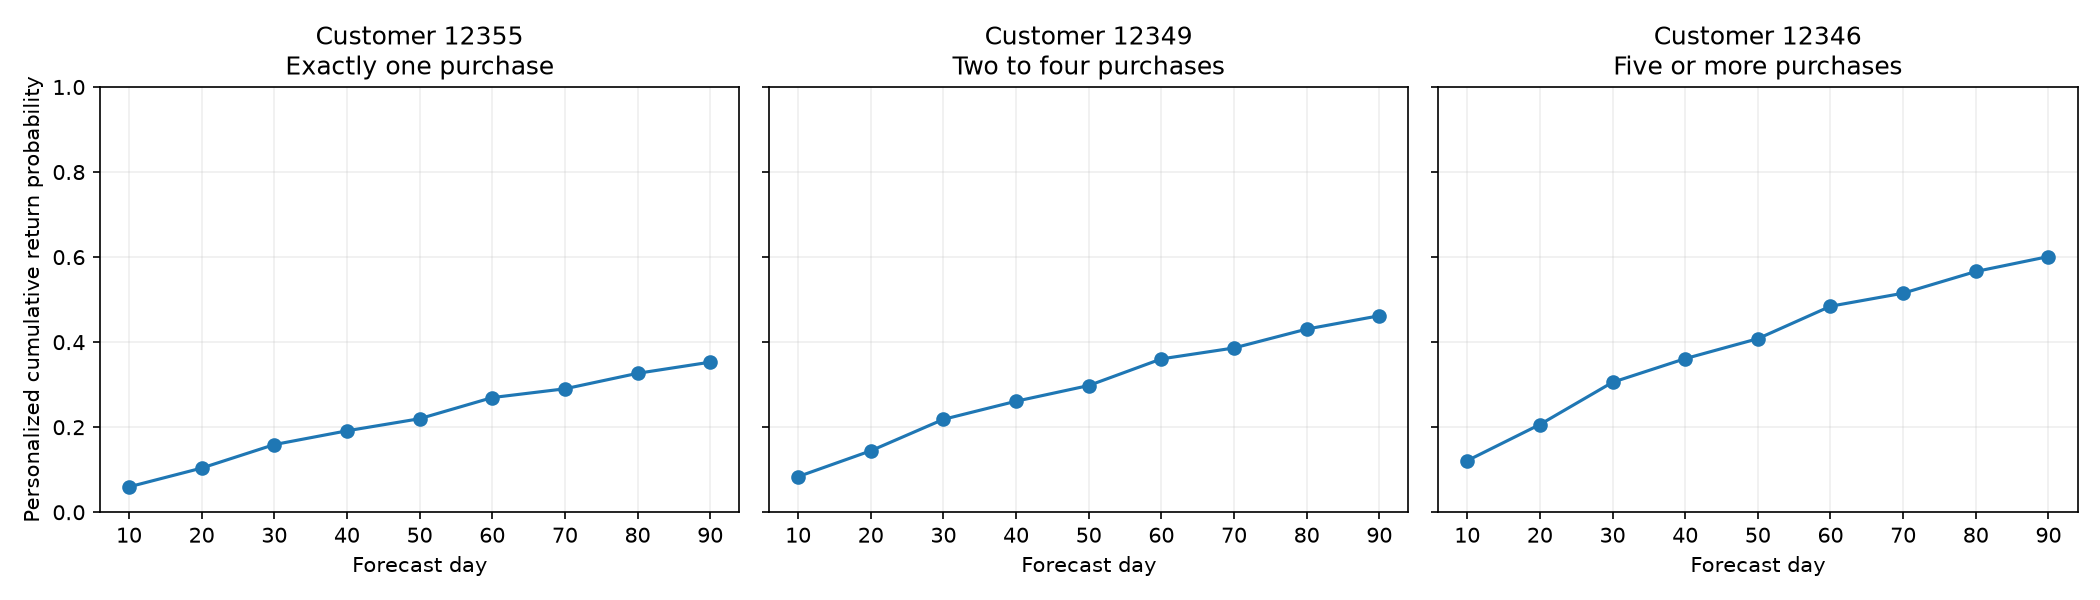 Customer 12355
Exactly one purchase
Personalized cumulative return probability
1.0
0.8
0.6
0.4
0.2
0.0
10 20 30 40 50 60 70 80 90
Forecast day
Customer 12349
Two to four purchases
10 20 30 40 50 60 70 80 90
Forecast day
Customer 12346
Five or more purchases
10 20 30 40 50 60 70 80 90
Forecast day